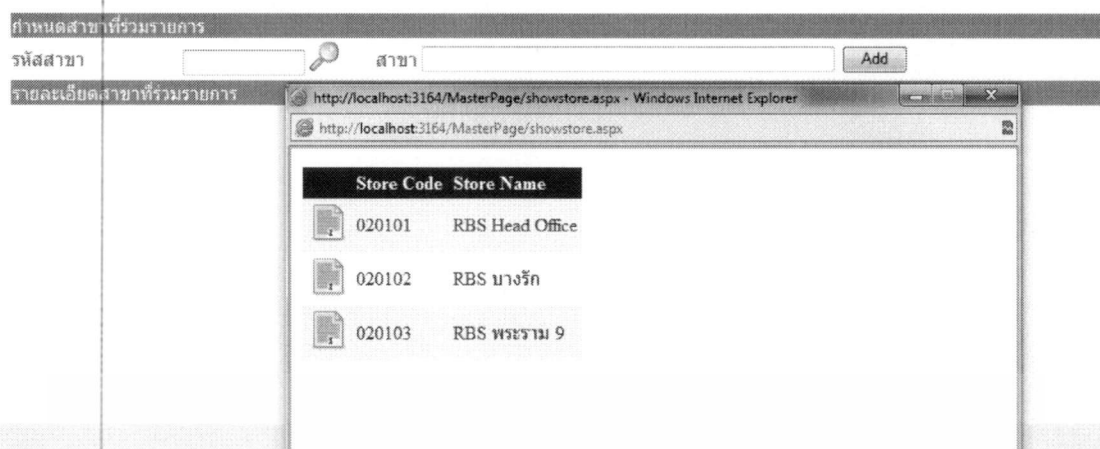 กำหนดสาขาที่ร่วมรายการ
รหัสสาขา สาขา Add
รายละเอียดสาขาที่ร่วมรายการ
http://localhost:3164/MasterPage/showstore.aspx - Windows Internet Explorer
http://localhost:3164/MasterPage/showstore.aspx
Store Code Store Name
020101 RBS Head Office
020102 RBS บางรัก
020103 RBS พระราม 9